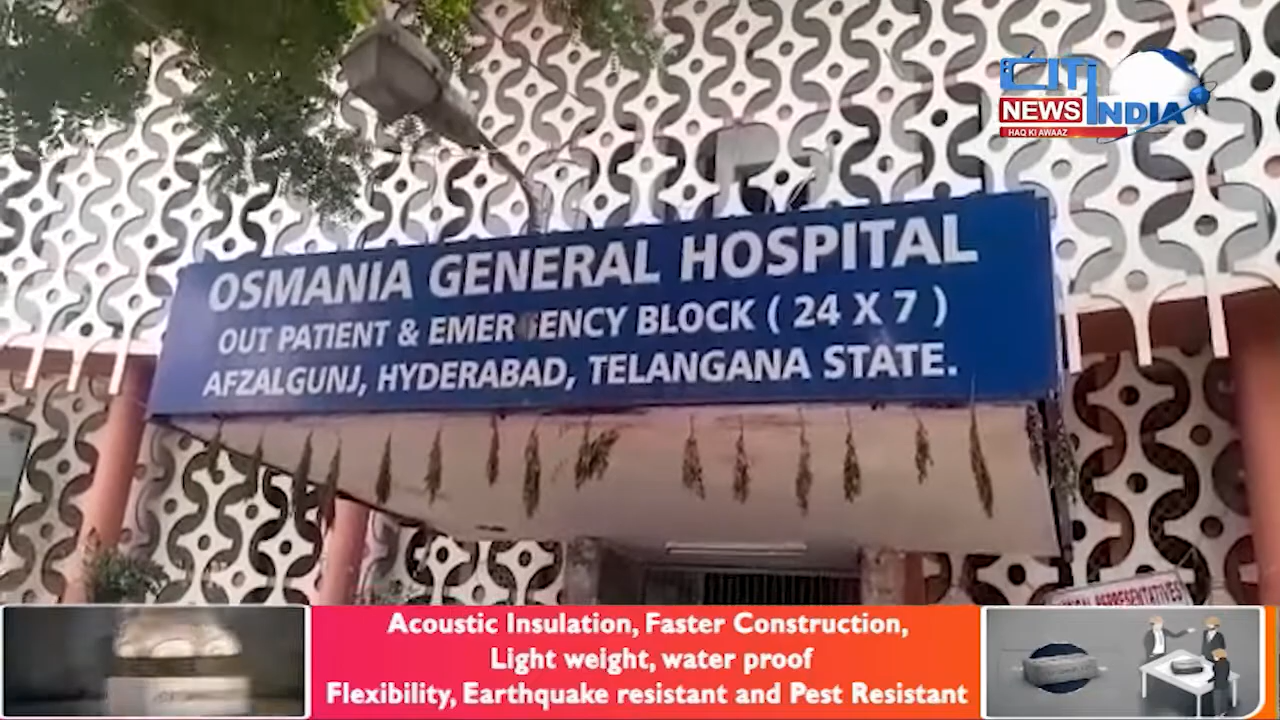 CITI
NEWS INDIA
HAQ KI AWAAZ
OSMANIA GENERAL HOSPITAL
OUT PATIENT & EMERGENCY BLOCK ( 24 X 7 )
AFZALGUNJ, HYDERABAD, TELANGANA STATE.
REPRESENTATIVES
Acoustic Insulation, Faster Construction,
Light weight, water proof
Flexibility, Earthquake resistant and Pest Resistant